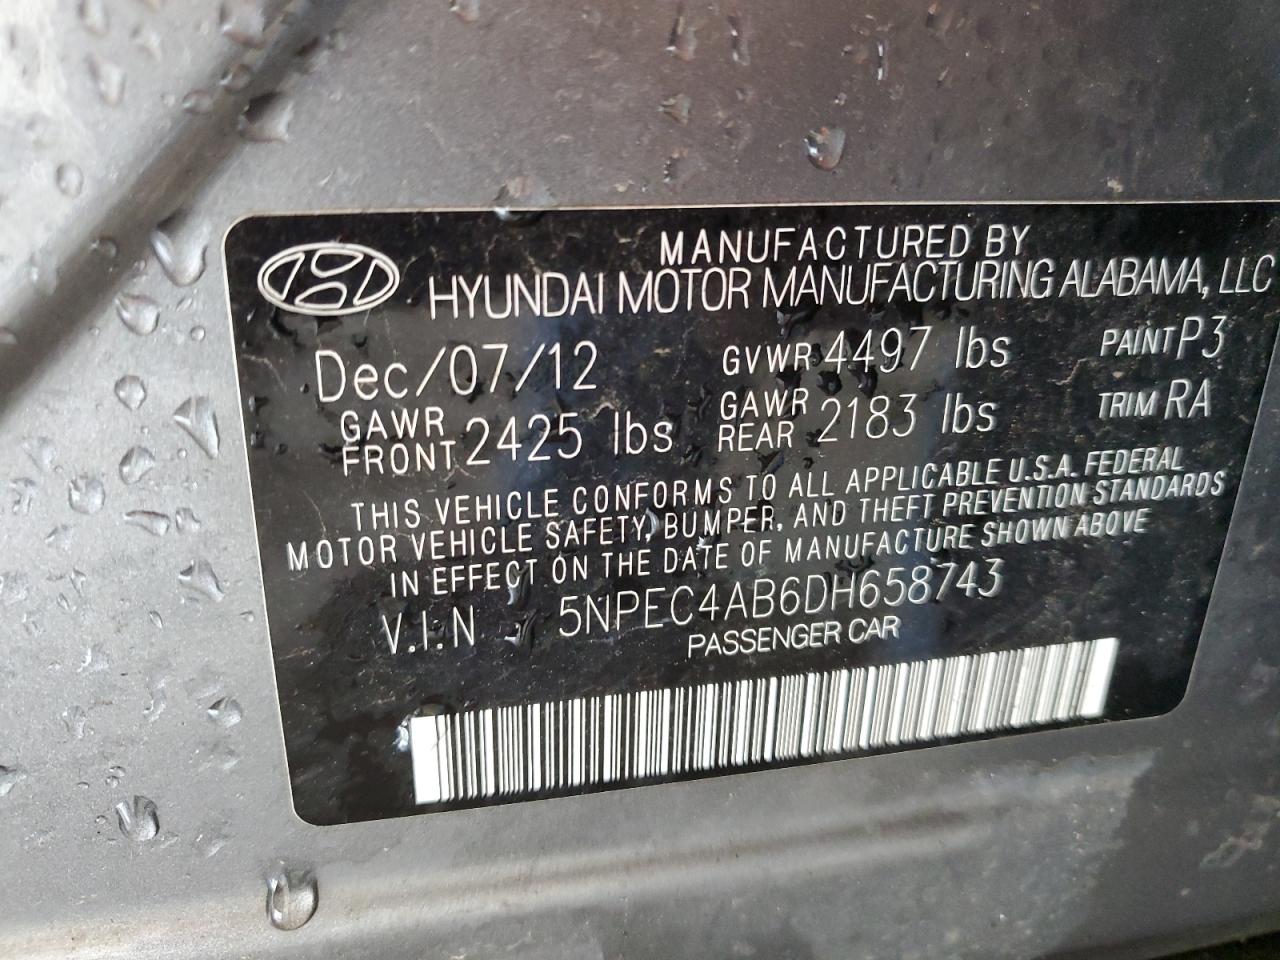 MANUFACTURED BY
HYUNDAI MOTOR MANUFACTURING ALABAMA, LLC
Dec/07/12 GVWR 4497 lbs PAINT P3
GAWR FRONT 2425 lbs GAWR REAR 2183 lbs TRIM RA
THIS VEHICLE CONFORMS TO ALL APPLICABLE U.S.A. FEDERAL
MOTOR VEHICLE SAFETY, BUMPER, AND THEFT PREVENTION STANDARDS
IN EFFECT ON THE DATE OF MANUFACTURE SHOWN ABOVE
V.I.N 5NPEC4AB6DH658743
PASSENGER CAR